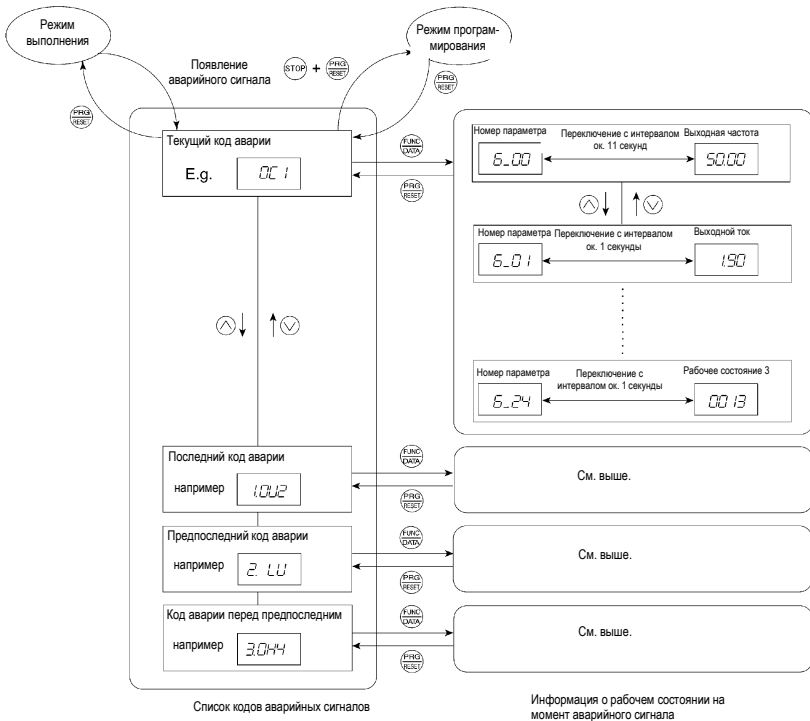 Режим
выполнения
Режим програм-
мирования
Появление
аварийного сигнала
STOP + PRG
RESET
PRG
RESET
PRG
RESET
Текущий код аварии
E.g. OC1
FUNC
DATA
PRG
RESET
Номер параметра Переключение с интервалом Выходная частота
ок. 11 секунд
6_00 50.00
Номер параметра Переключение с интервалом Выходной ток
ок. 1 секунды
6_01 1.90
Номер параметра Переключение с Рабочее состояние 3
интервалом ок. 1 секунды
6_24 0013
Последний код аварии
например 1.OU2
FUNC
DATA
PRG
RESET
См. выше.
Предпоследний код аварии
например 2. LU
FUNC
DATA
PRG
RESET
См. выше.
Код аварии перед предпоследним
например 3.OH4
FUNC
DATA
PRG
RESET
См. выше.
Список кодов аварийных сигналов
Информация о рабочем состоянии на
момент аварийного сигнала